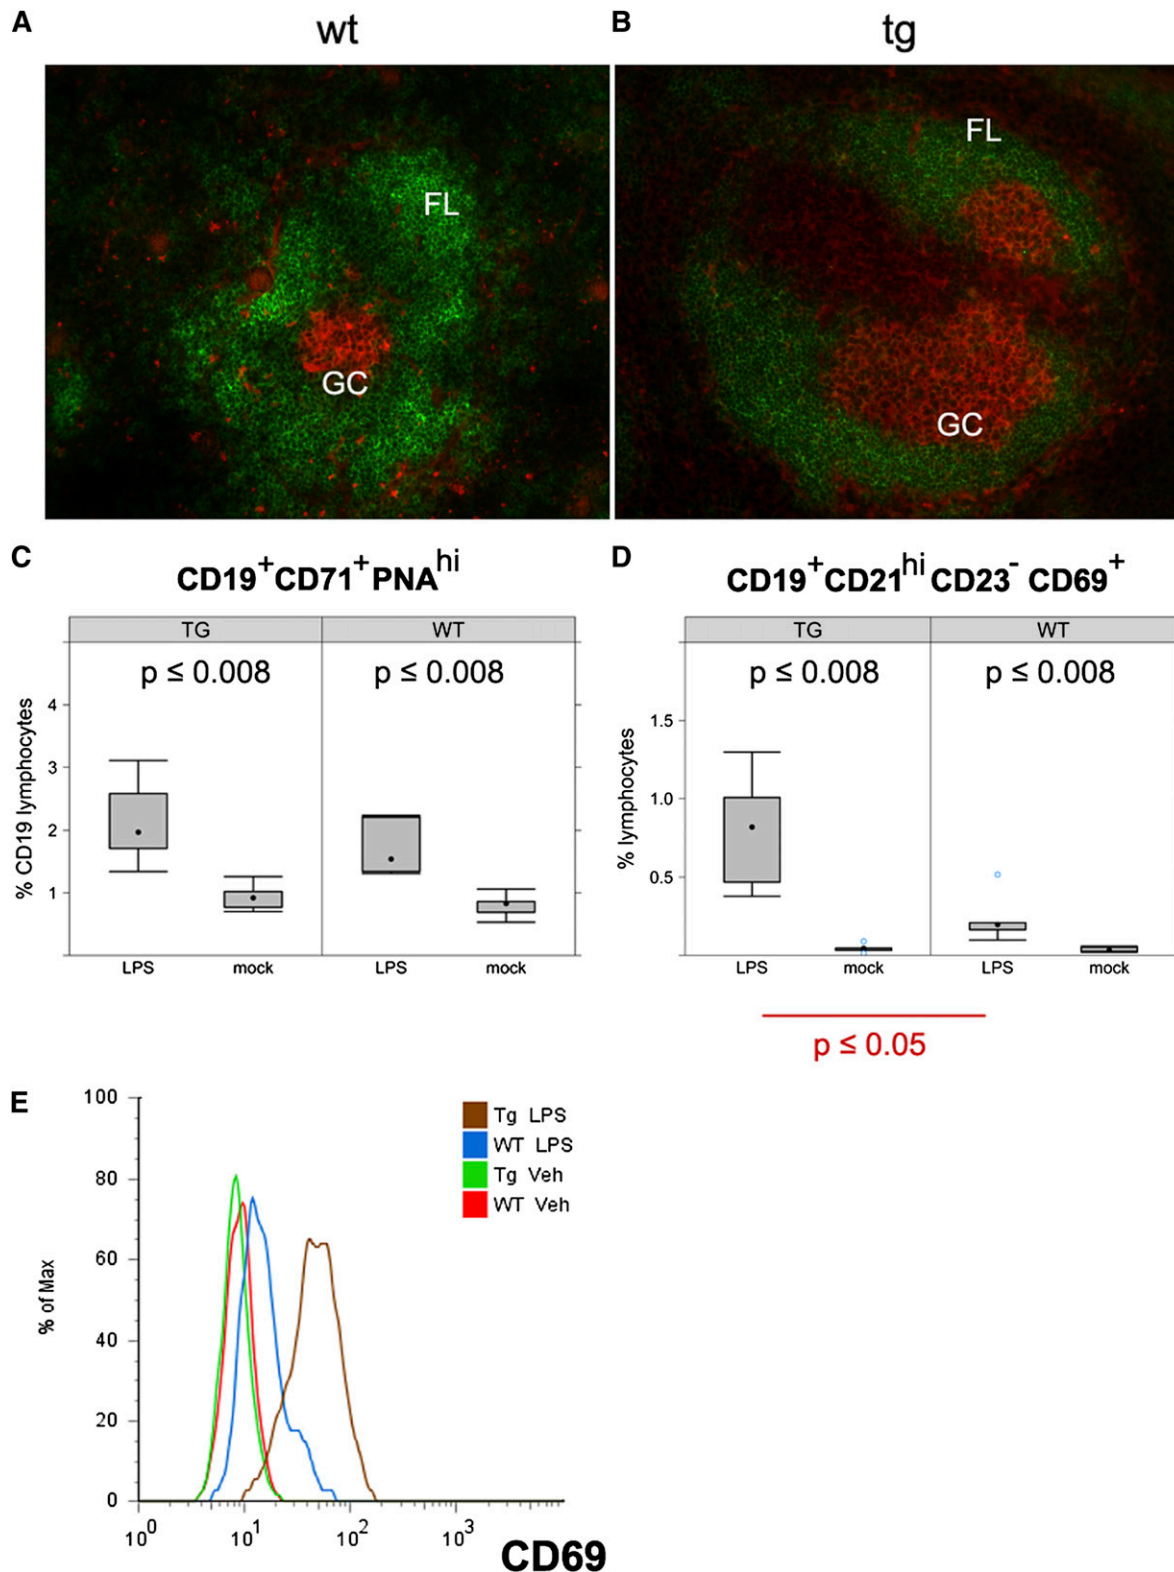 A wt B tg
FL
GC
FL
GC
C CD19+CD71+PNAhi
TG WT
p ≤ 0.008 p ≤ 0.008
% CD19 lymphocytes
4
3
2
1
LPS mock LPS mock
D CD19+CD21hi CD23- CD69+
TG WT
p ≤ 0.008 p ≤ 0.008
% lymphocytes
1.5
1.0
0.5
LPS mock LPS mock
p ≤ 0.05
E
100
80
60
40
20
0
% of Max
Tg LPS
WT LPS
Tg Veh
WT Veh
10^0 10^1 10^2 10^3
CD69